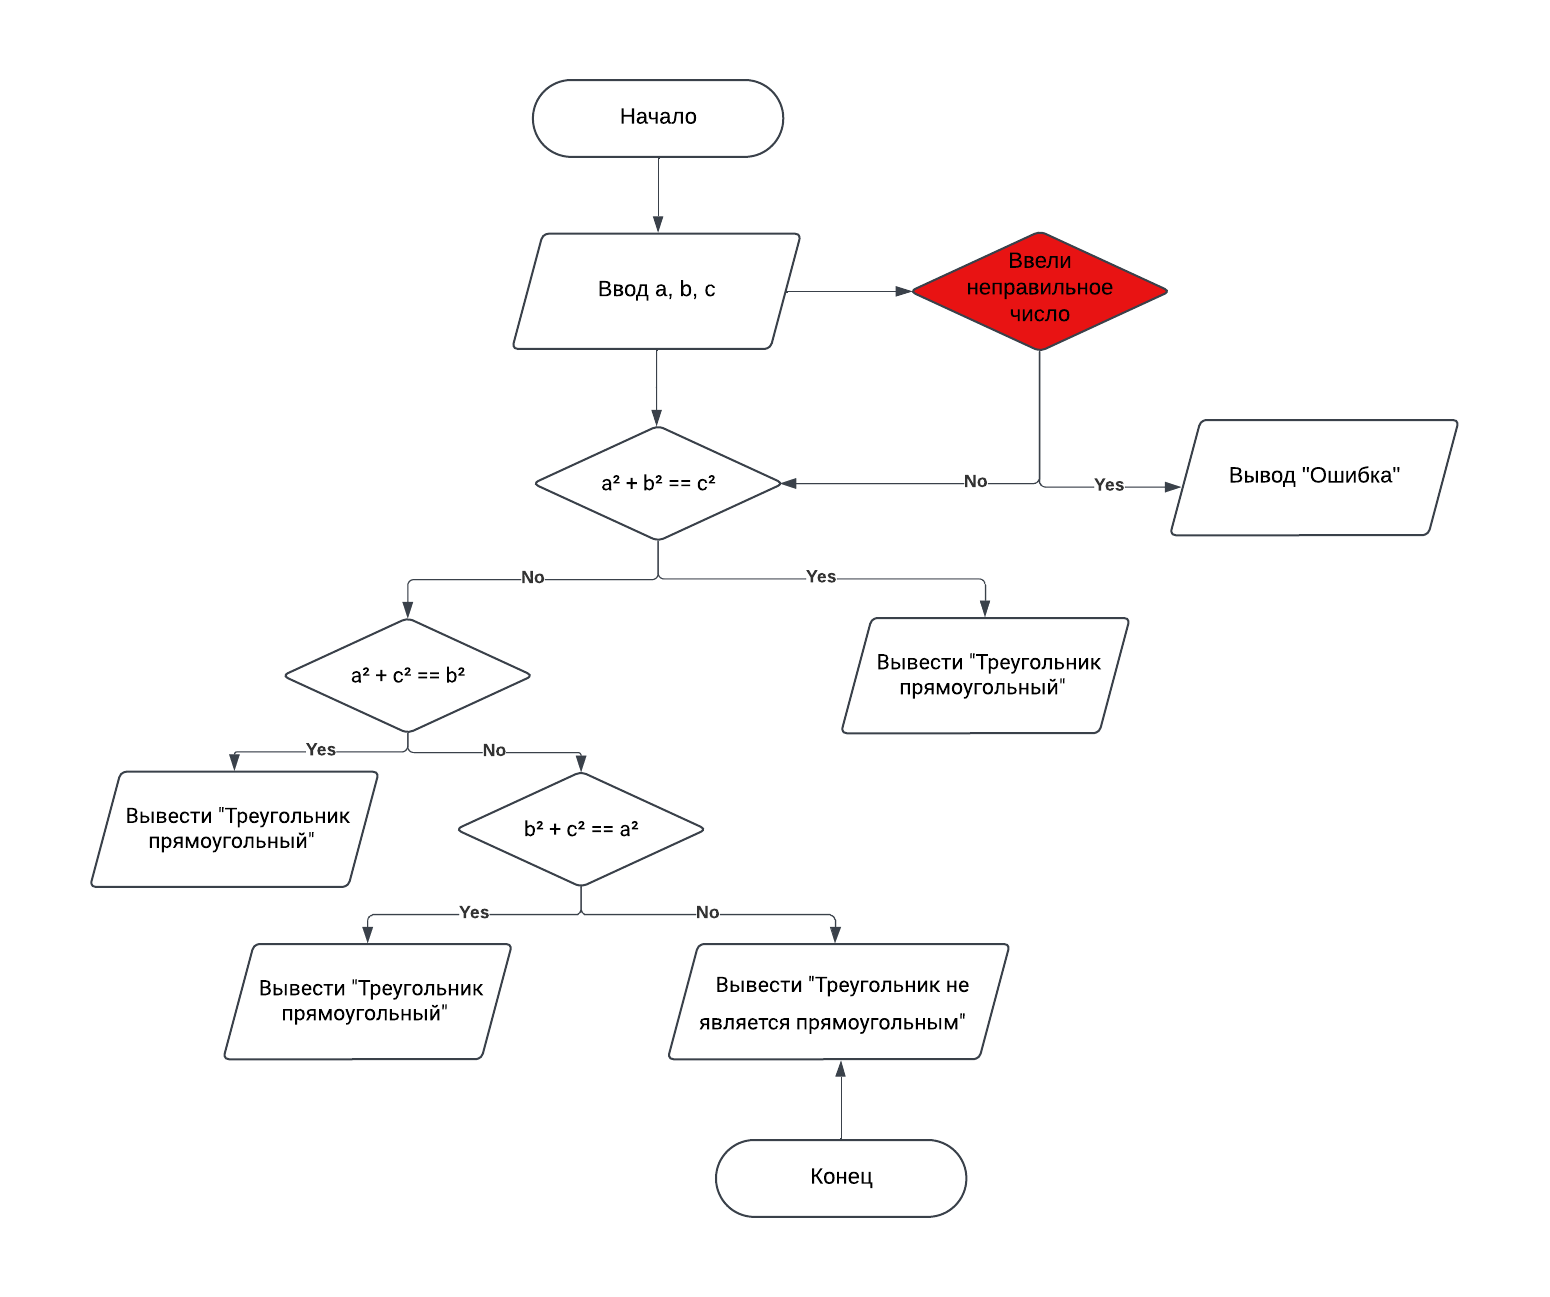 Начало
Ввод a, b, c
Ввели
неправильное
число
a² + b² == c²
No
Yes
Вывод "Ошибка"
No
Yes
a² + c² == b²
Вывести "Треугольник
прямоугольный"
Yes
No
Вывести "Треугольник
прямоугольный"
b² + c² == a²
Yes
No
Вывести "Треугольник
прямоугольный"
Вывести "Треугольник не
является прямоугольным"
Конец